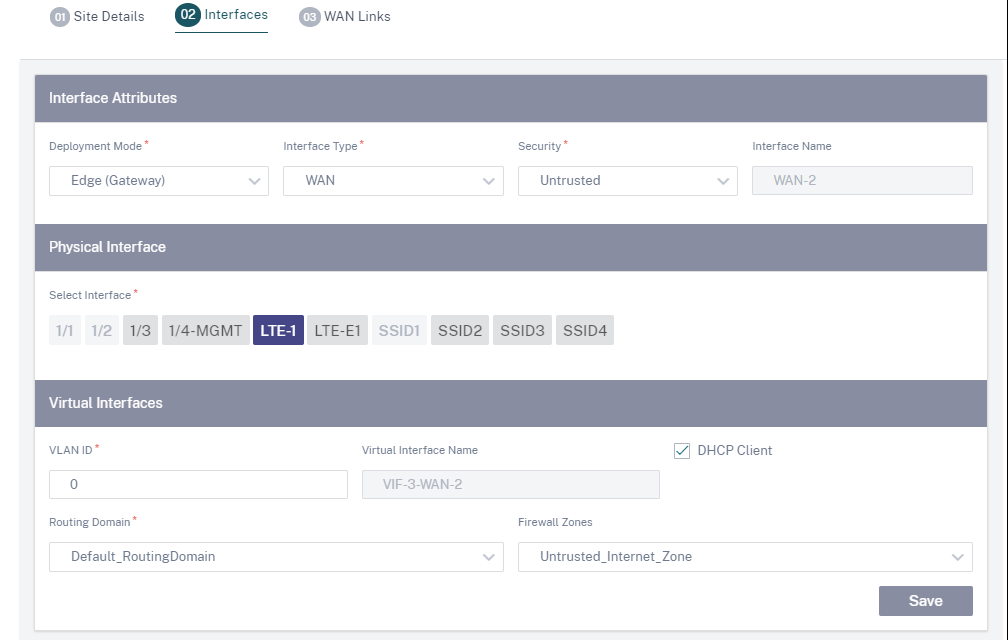 01 Site Details 02 Interfaces 03 WAN Links
Interface Attributes
Deployment Mode * Interface Type * Security * Interface Name
Edge (Gateway) WAN Untrusted WAN-2
Physical Interface
Select Interface *
1/1 1/2 1/3 1/4-MGMT LTE-1 LTE-E1 SSID1 SSID2 SSID3 SSID4
Virtual Interfaces
VLAN ID * Virtual Interface Name DHCP Client
0 VIF-3-WAN-2
Routing Domain * Firewall Zones
Default_RoutingDomain Untrusted_Internet_Zone
Save